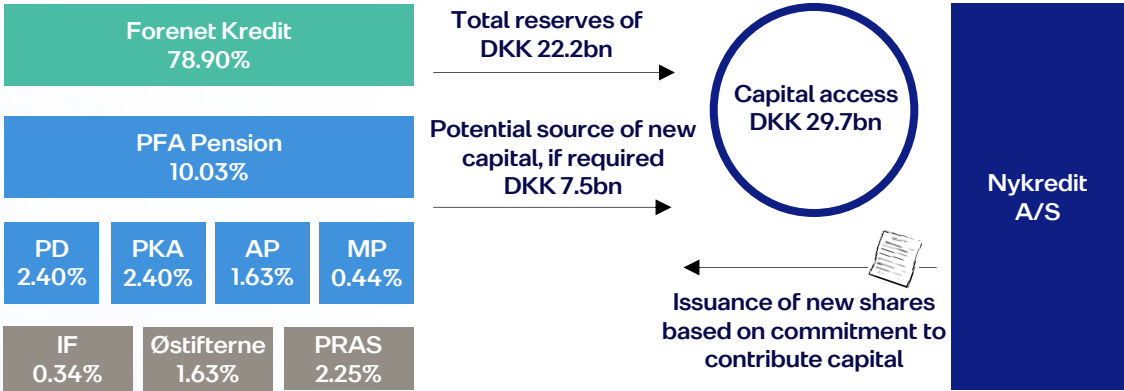 Forenet Kredit
78.90%
Total reserves of
DKK 22.2bn
Capital access
DKK 29.7bn
PFA Pension
10.03%
Potential source of new
capital, if required
DKK 7.5bn
Nykredit
A/S
PD
2.40%
PKA
2.40%
AP
1.63%
MP
0.44%
Issuance of new shares
based on commitment to
contribute capital
IF
0.34%
Østifterne
1.63%
PRAS
2.25%